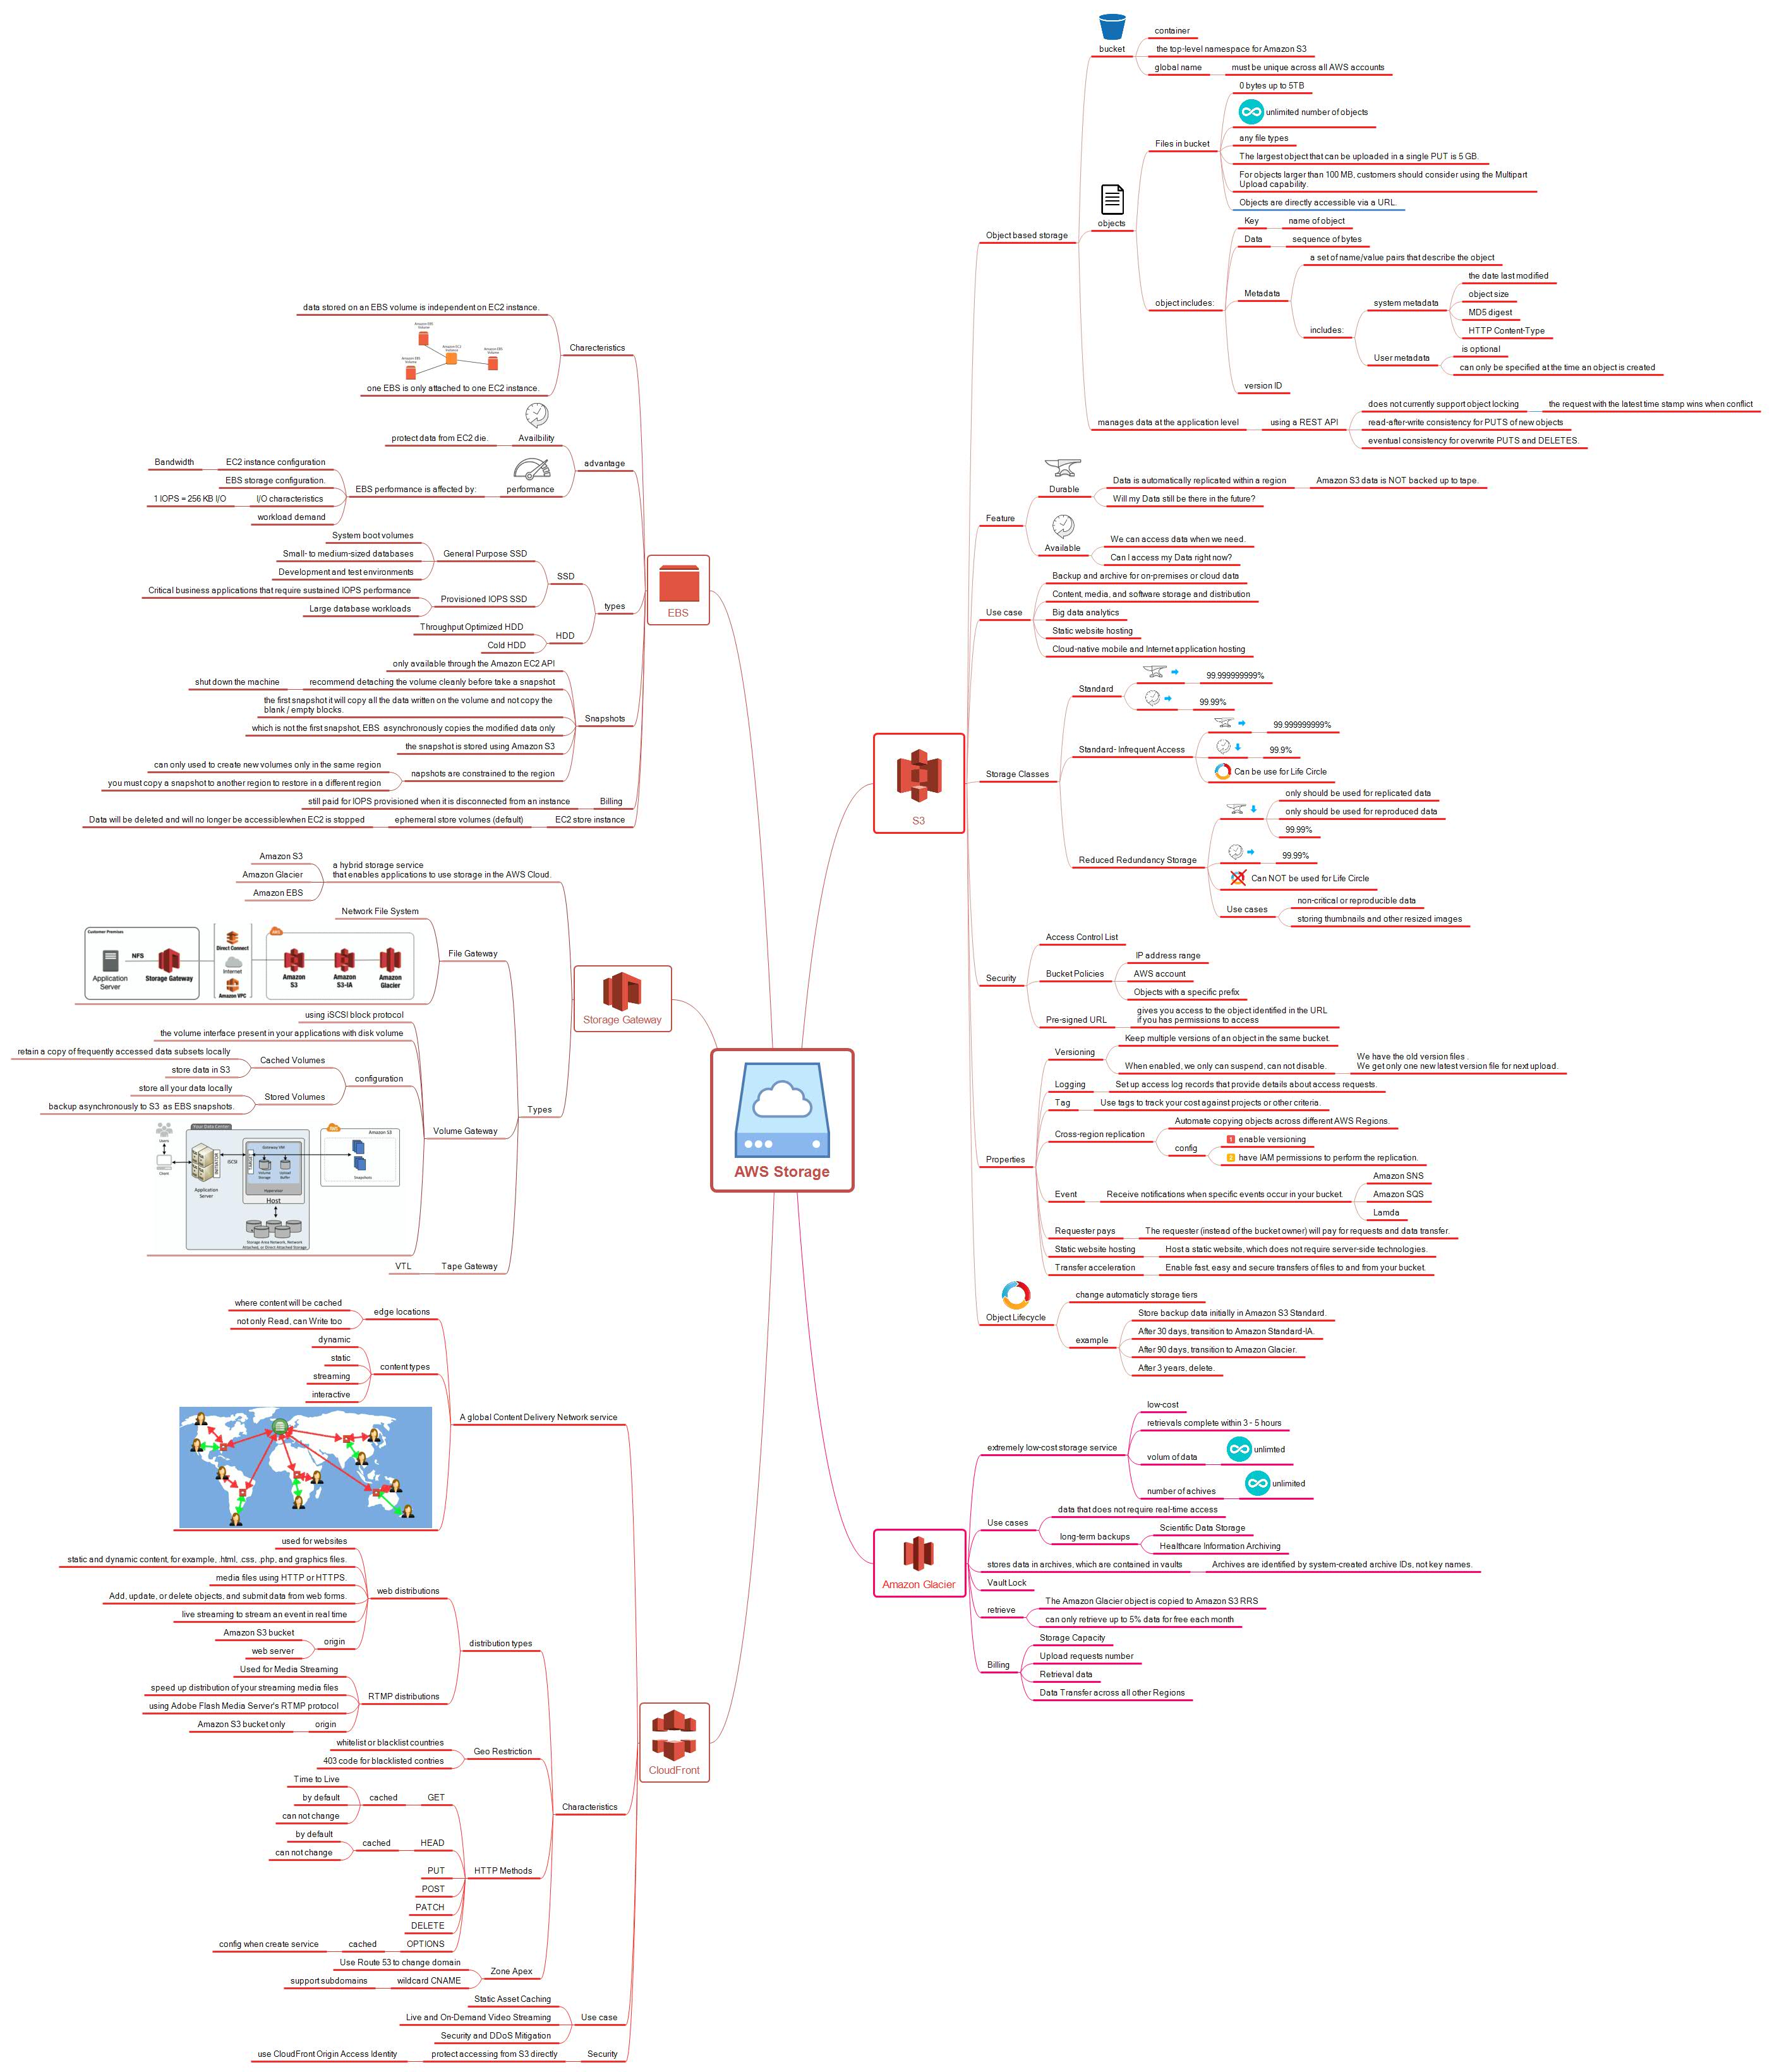 AWS Storage
S3
Object based storage
bucket
container
the top-level namespace for Amazon S3
global name
must be unique across all AWS accounts
objects
Files in bucket
0 bytes up to 5TB
unlimited number of objects
any file types
The largest object that can be uploaded in a single PUT is 5 GB.
For objects larger than 100 MB, customers should consider using the Multipart
Upload capability.
Objects are directly accessible via a URL.
object includes:
Key
name of object
Data
sequence of bytes
Metadata
a set of name/value pairs that describe the object
includes:
system metadata
the date last modified
object size
MD5 digest
HTTP Content-Type
User metadata
is optional
can only be specified at the time an object is created
version ID
manages data at the application level
using a REST API
does not currently support object locking
the request with the latest time stamp wins when conflict
read-after-write consistency for PUTS of new objects
eventual consistency for overwrite PUTS and DELETES.
Feature
Durable
Data is automatically replicated within a region
Amazon S3 data is NOT backed up to tape.
Will my Data still be there in the future?
Available
We can access data when we need.
Can I access my Data right now?
Use case
Backup and archive for on-premises or cloud data
Content, media, and software storage and distribution
Big data analytics
Static website hosting
Cloud-native mobile and Internet application hosting
Storage Classes
Standard
99.999999999%
99.99%
Standard- Infrequent Access
99.999999999%
99.9%
Can be use for Life Circle
Reduced Redundancy Storage
only should be used for replicated data
only should be used for reproduced data
99.99%
99.99%
Can NOT be used for Life Circle
Use cases
non-critical or reproducible data
storing thumbnails and other resized images
Security
Access Control List
Bucket Policies
IP address range
AWS account
Objects with a specific prefix
Pre-signed URL
gives you access to the object identified in the URL
if you has permissions to access
Properties
Versioning
Keep multiple versions of an object in the same bucket.
When enabled, we only can suspend, can not disable.
We have the old version files .
We get only one new latest version file for next upload.
Logging
Set up access log records that provide details about access requests.
Tag
Use tags to track your cost against projects or other criteria.
Cross-region replication
Automate copying objects across different AWS Regions.
config
1 enable versioning
2 have IAM permissions to perform the replication.
Event
Receive notifications when specific events occur in your bucket.
Amazon SNS
Amazon SQS
Lamda
Requester pays
The requester (instead of the bucket owner) will pay for requests and data transfer.
Static website hosting
Host a static website, which does not require server-side technologies.
Transfer acceleration
Enable fast, easy and secure transfers of files to and from your bucket.
Object Lifecycle
change automaticly storage tiers
example
Store backup data initially in Amazon S3 Standard.
After 30 days, transition to Amazon Standard-IA.
After 90 days, transition to Amazon Glacier.
After 3 years, delete.
Amazon Glacier
extremely low-cost storage service
low-cost
retrievals complete within 3 - 5 hours
volum of data
unlimted
number of achives
unlimited
Use cases
data that does not require real-time access
long-term backups
Scientific Data Storage
Healthcare Information Archiving
stores data in archives, which are contained in vaults
Archives are identified by system-created archive IDs, not key names.
Vault Lock
retrieve
The Amazon Glacier object is copied to Amazon S3 RRS
can only retrieve up to 5% data for free each month
Billing
Storage Capacity
Upload requests number
Retrieval data
Data Transfer across all other Regions
EBS
Charecteristics
data stored on an EBS volume is independent on EC2 instance.
Amazon EBS
Volume
Amazon EC2
Instance
Amazon EBS
Volume
Amazon EBS
Volume
one EBS is only attached to one EC2 instance.
advantage
Availbility
protect data from EC2 die.
performance
EBS performance is affected by:
EC2 instance configuration
Bandwidth
EBS storage configuration.
I/O characteristics
1 IOPS = 256 KB I/O
workload demand
types
SSD
General Purpose SSD
System boot volumes
Small- to medium-sized databases
Development and test environments
Provisioned IOPS SSD
Critical business applications that require sustained IOPS performance
Large database workloads
HDD
Throughput Optimized HDD
Cold HDD
Snapshots
only available through the Amazon EC2 API
recommend detaching the volume cleanly before take a snapshot
shut down the machine
the first snapshot it will copy all the data written on the volume and not copy the
blank / empty blocks.
which is not the first snapshot, EBS asynchronously copies the modified data only
the snapshot is stored using Amazon S3
napshots are constrained to the region
can only used to create new volumes only in the same region
you must copy a snapshot to another region to restore in a different region
Billing
still paid for IOPS provisioned when it is disconnected from an instance
EC2 store instance
ephemeral store volumes (default)
Data will be deleted and will no longer be accessiblewhen EC2 is stopped
Storage Gateway
a hybrid storage service
that enables applications to use storage in the AWS Cloud.
Amazon S3
Amazon Glacier
Amazon EBS
Types
File Gateway
Network File System
Customer Premises
Application
Server
NFS
Storage Gateway
Direct Connect
Internet
Amazon VPC
Amazon
S3
Amazon
S3-IA
Amazon
Glacier
Volume Gateway
using iSCSI block protocol
the volume interface present in your applications with disk volume
configuration
Cached Volumes
retain a copy of frequently accessed data subsets locally
store data in S3
Stored Volumes
store all your data locally
backup asynchronously to S3 as EBS snapshots.
Users
Client
Your Data Center
Application
Server
INITIATOR
iSCSI
TARGET
Gateway VM
Volume
Storage
Upload
Buffer
Hypervisor
Host
Storage Area Network, Network
Attached, or Direct Attached Storage
Amazon S3
Snapshots
Tape Gateway
VTL
CloudFront
A global Content Delivery Network service
edge locations
where content will be cached
not only Read, can Write too
content types
dynamic
static
streaming
interactive
Characteristics
distribution types
web distributions
used for websites
static and dynamic content, for example, .html, .css, .php, and graphics files.
media files using HTTP or HTTPS.
Add, update, or delete objects, and submit data from web forms.
live streaming to stream an event in real time
origin
Amazon S3 bucket
web server
RTMP distributions
Used for Media Streaming
speed up distribution of your streaming media files
using Adobe Flash Media Server's RTMP protocol
origin
Amazon S3 bucket only
Geo Restriction
whitelist or blacklist countries
403 code for blacklisted contries
HTTP Methods
GET
cached
Time to Live
by default
can not change
HEAD
cached
by default
can not change
PUT
POST
PATCH
DELETE
OPTIONS
cached
config when create service
Zone Apex
Use Route 53 to change domain
wildcard CNAME
support subdomains
Use case
Static Asset Caching
Live and On-Demand Video Streaming
Security and DDoS Mitigation
Security
protect accessing from S3 directly
use CloudFront Origin Access Identity